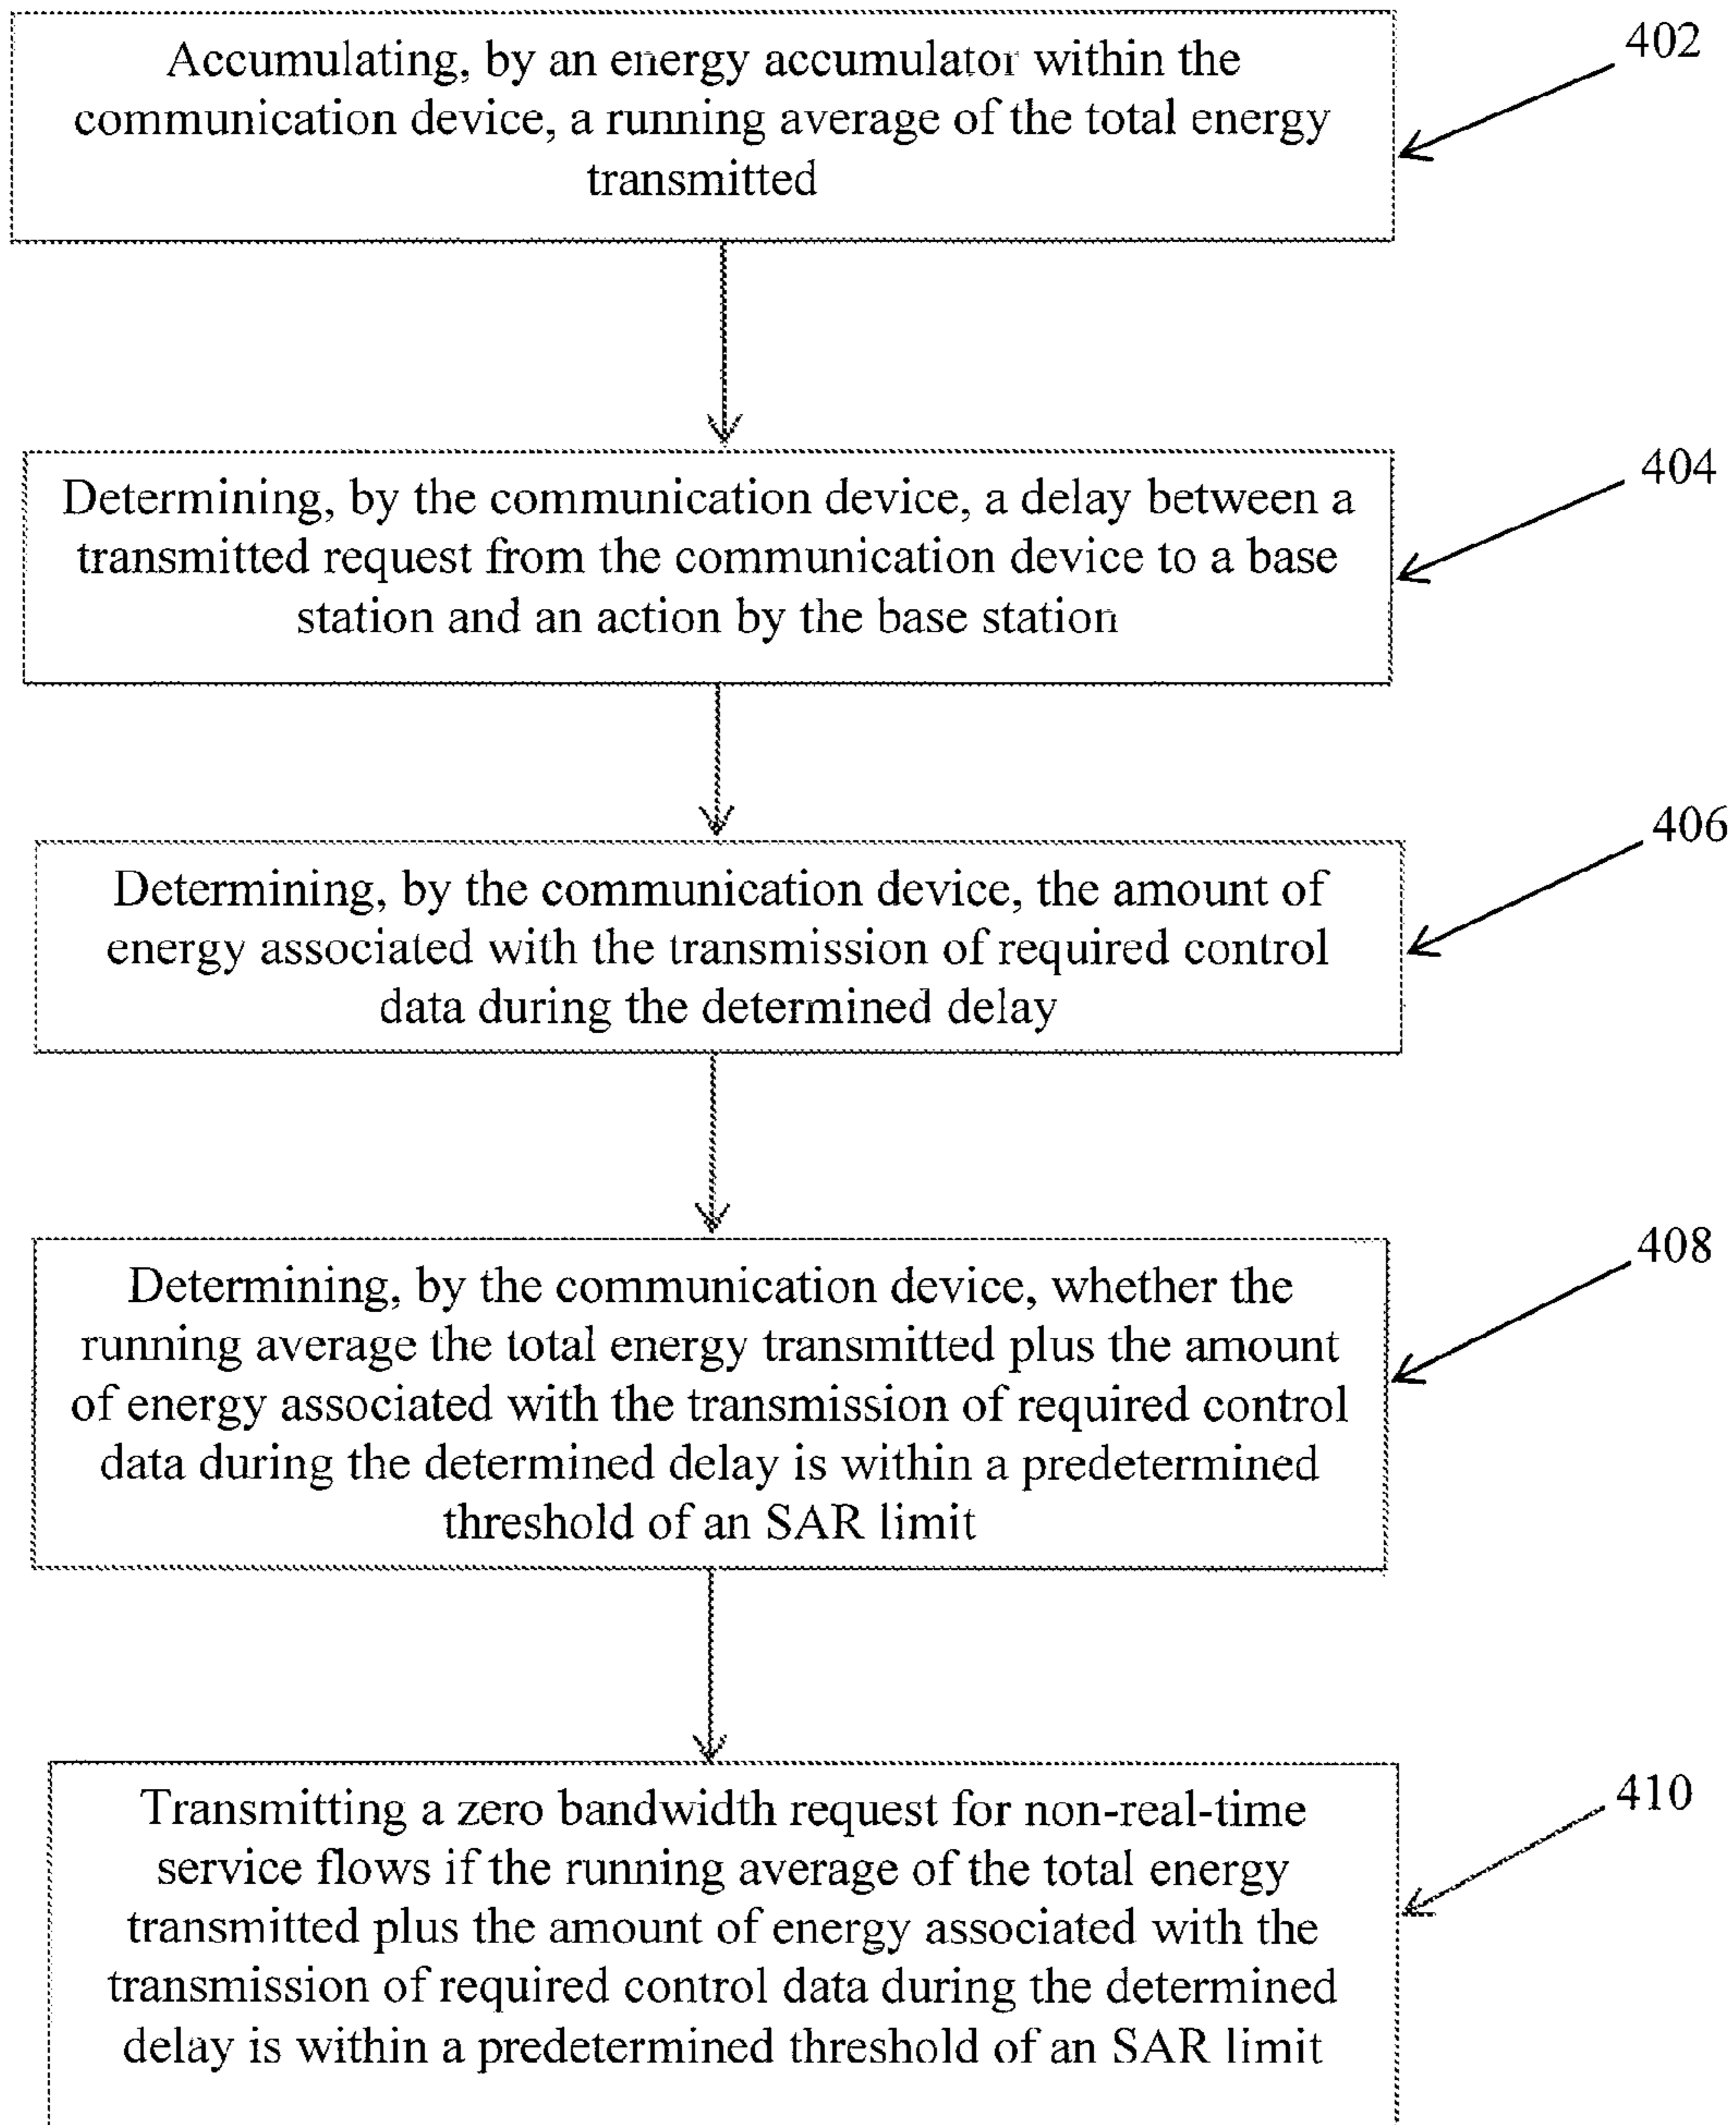 Accumulating, by an energy accumulator within the
communication device, a running average of the total energy
transmitted
402
Determining, by the communication device, a delay between a
transmitted request from the communication device to a base
station and an action by the base station
404
Determining, by the communication device, the amount of
energy associated with the transmission of required control
data during the determined delay
406
Determining, by the communication device, whether the
running average the total energy transmitted plus the amount
of energy associated with the transmission of required control
data during the determined delay is within a predetermined
threshold of an SAR limit
408
Transmitting a zero bandwidth request for non-real-time
service flows if the running average of the total energy
transmitted plus the amount of energy associated with the
transmission of required control data during the determined
delay is within a predetermined threshold of an SAR limit
410